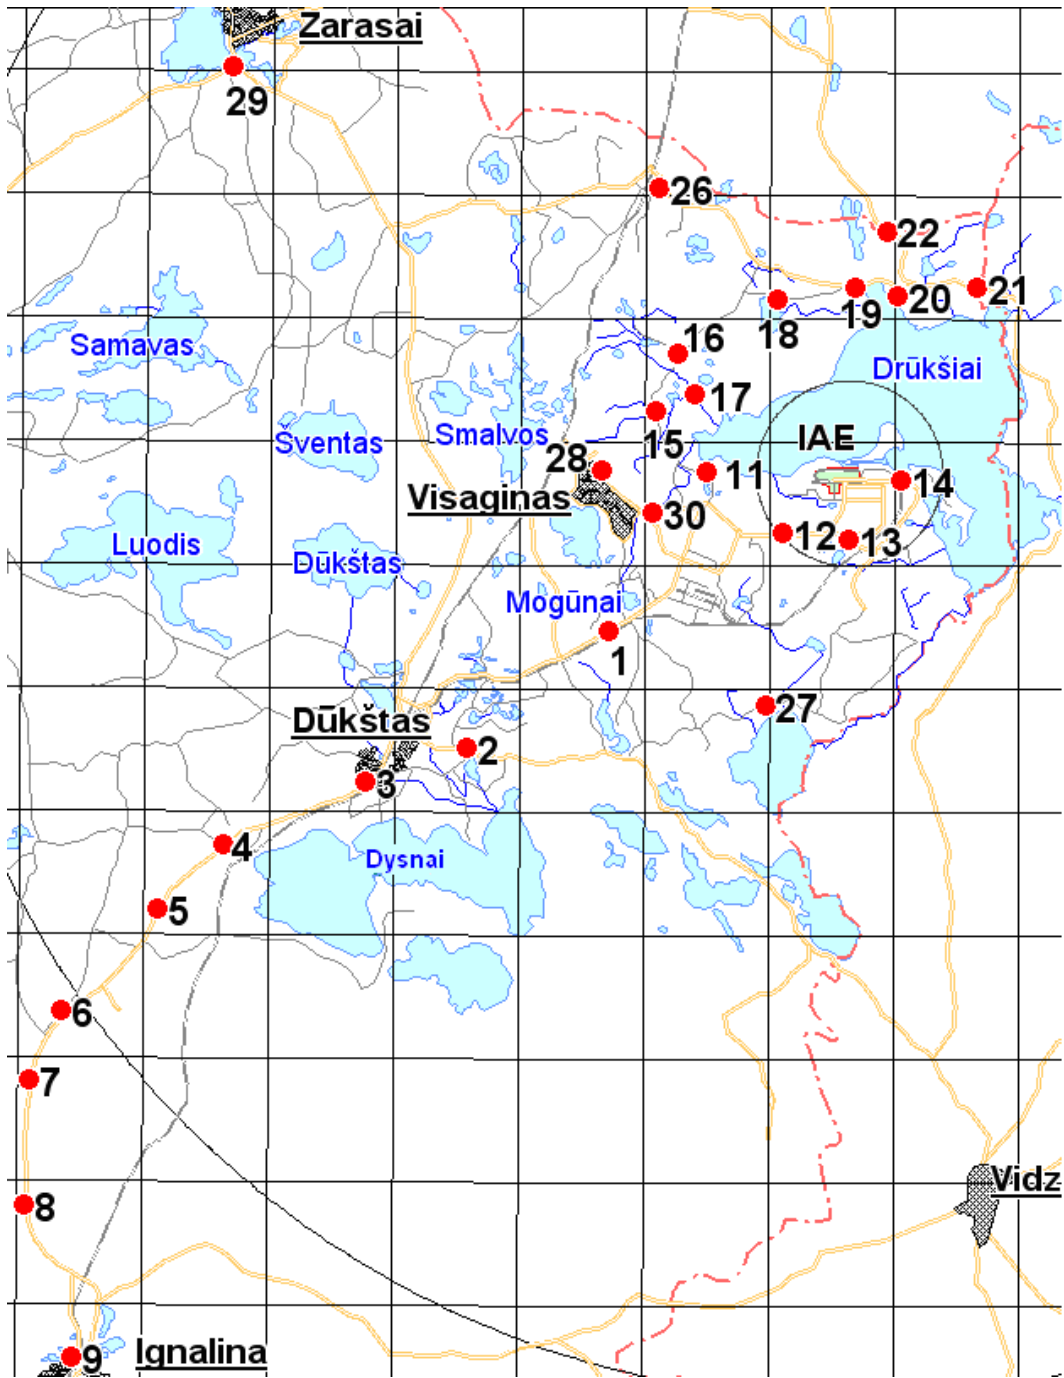 Zarasai
29
26
22
21
20
19
18
16
Samavas
Drūkšiai
17
15
Šventas
Smalvos
IAE
28
11
14
Visaginas
30
12
13
Luodis
Dūkštas
Mogūnai
1
27
Dūkštas
2
3
4
Dysnai
5
6
7
Vidz
8
Ignalina
9